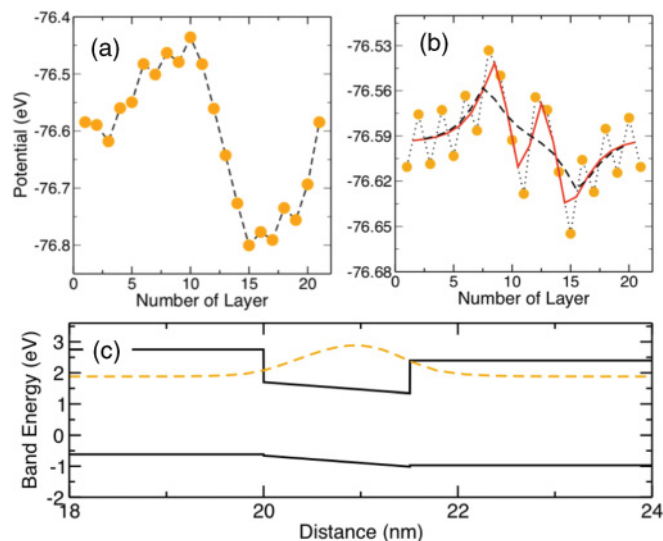 (a)
-76.4
-76.5
-76.6
-76.7
-76.8
Potential (eV)
0 5 10 15 20
Number of Layer
(b)
-76.53
-76.56
-76.59
-76.62
-76.65
-76.68
0 5 10 15 20
Number of Layer
(c)
3
2
1
0
-1
-2
Band Energy (eV)
18 20 22 24
Distance (nm)